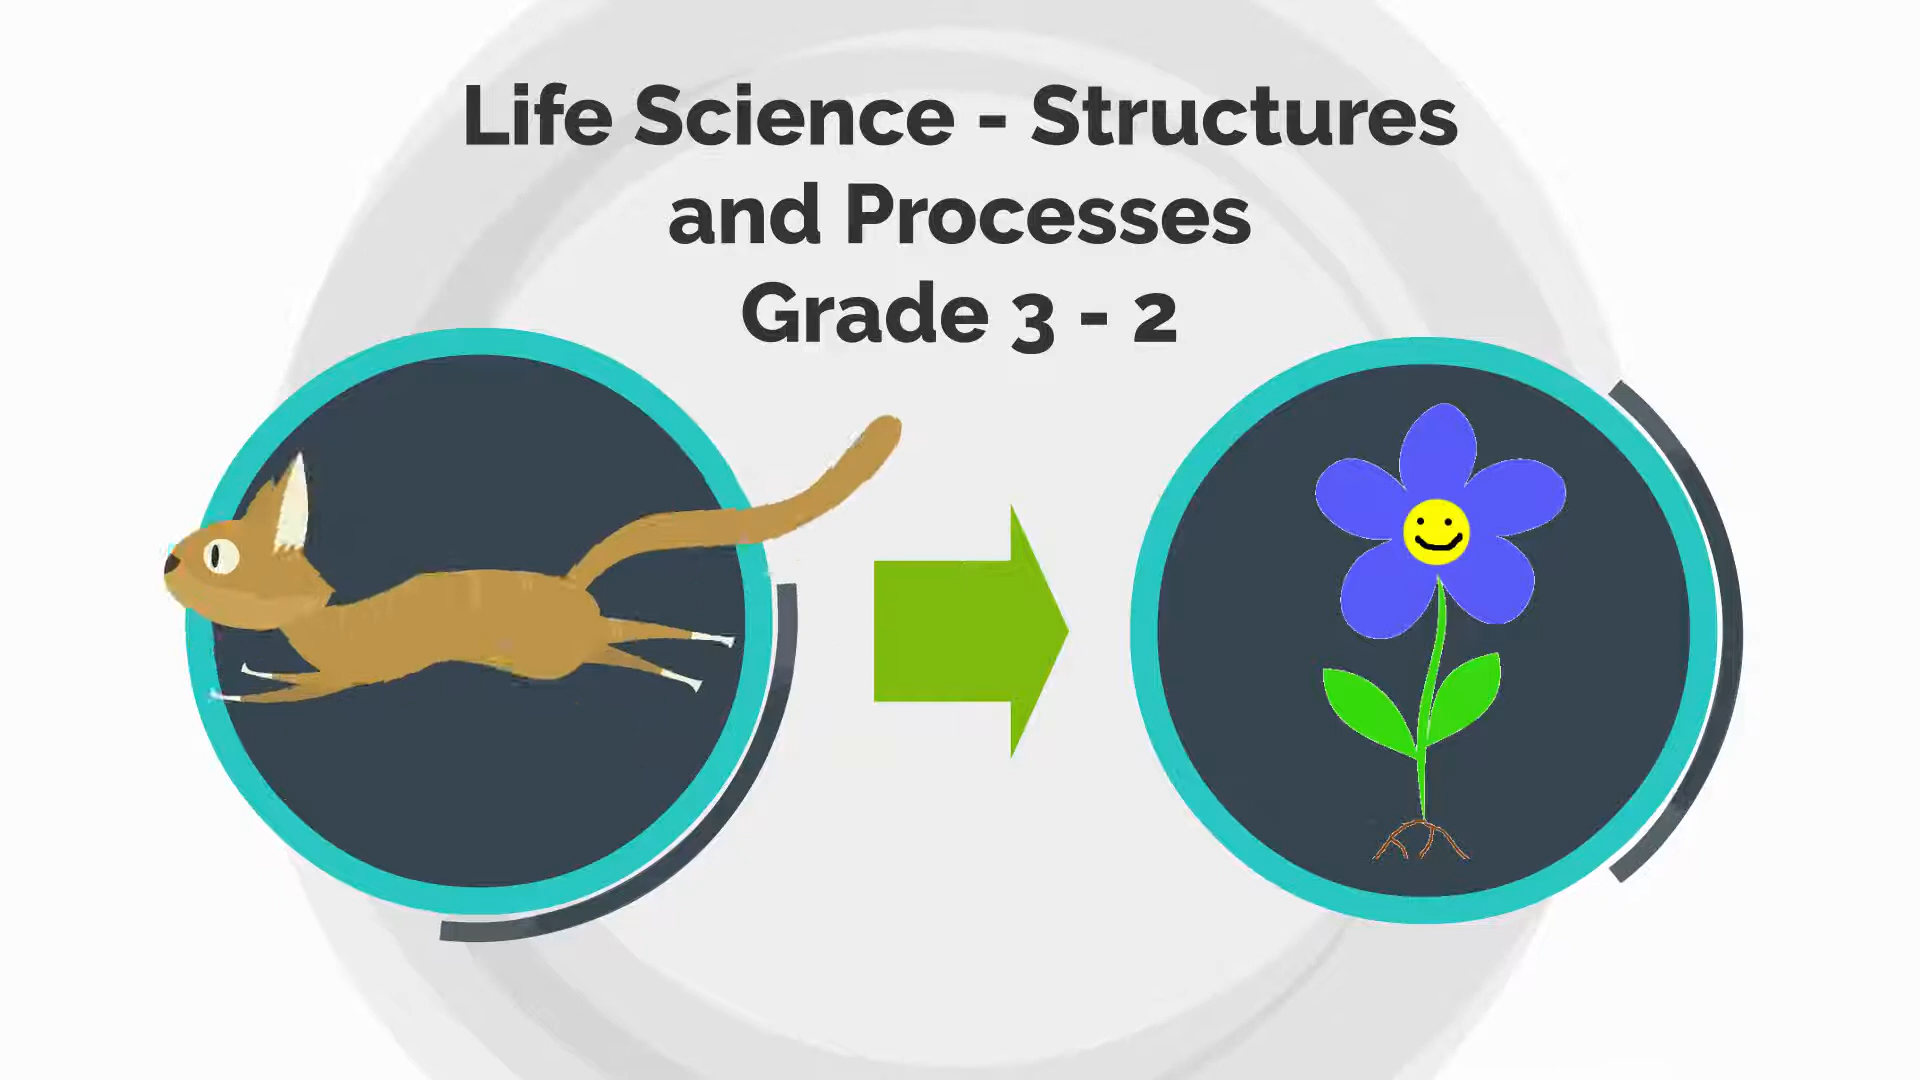 Life Science - Structures
and Processes
Grade 3 - 2